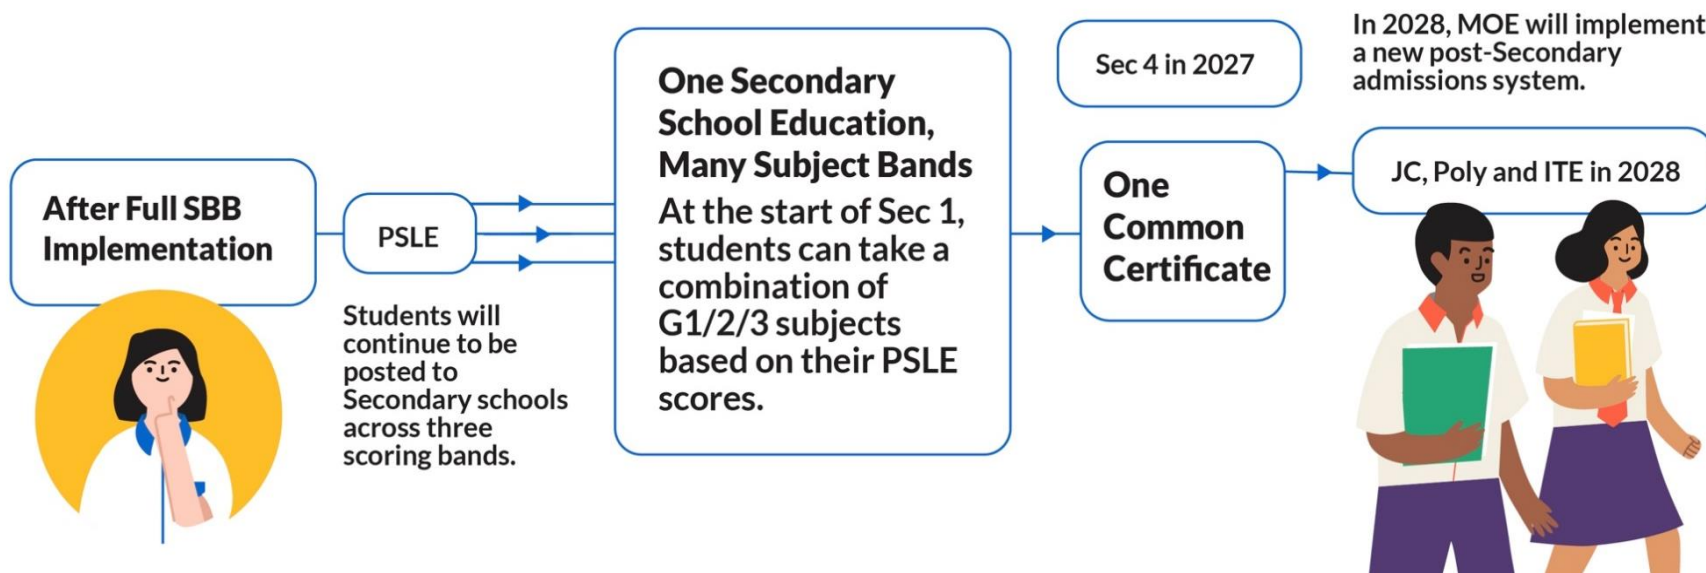 After Full SBB
Implementation
PSLE
Students will
continue to be
posted to
Secondary schools
across three
scoring bands.
One Secondary
School Education,
Many Subject Bands
At the start of Sec 1,
students can take a
combination of
G1/2/3 subjects
based on their PSLE
scores.
Sec 4 in 2027
One
Common
Certificate
In 2028, MOE will implement
a new post-Secondary
admissions system.
JC, Poly and ITE in 2028